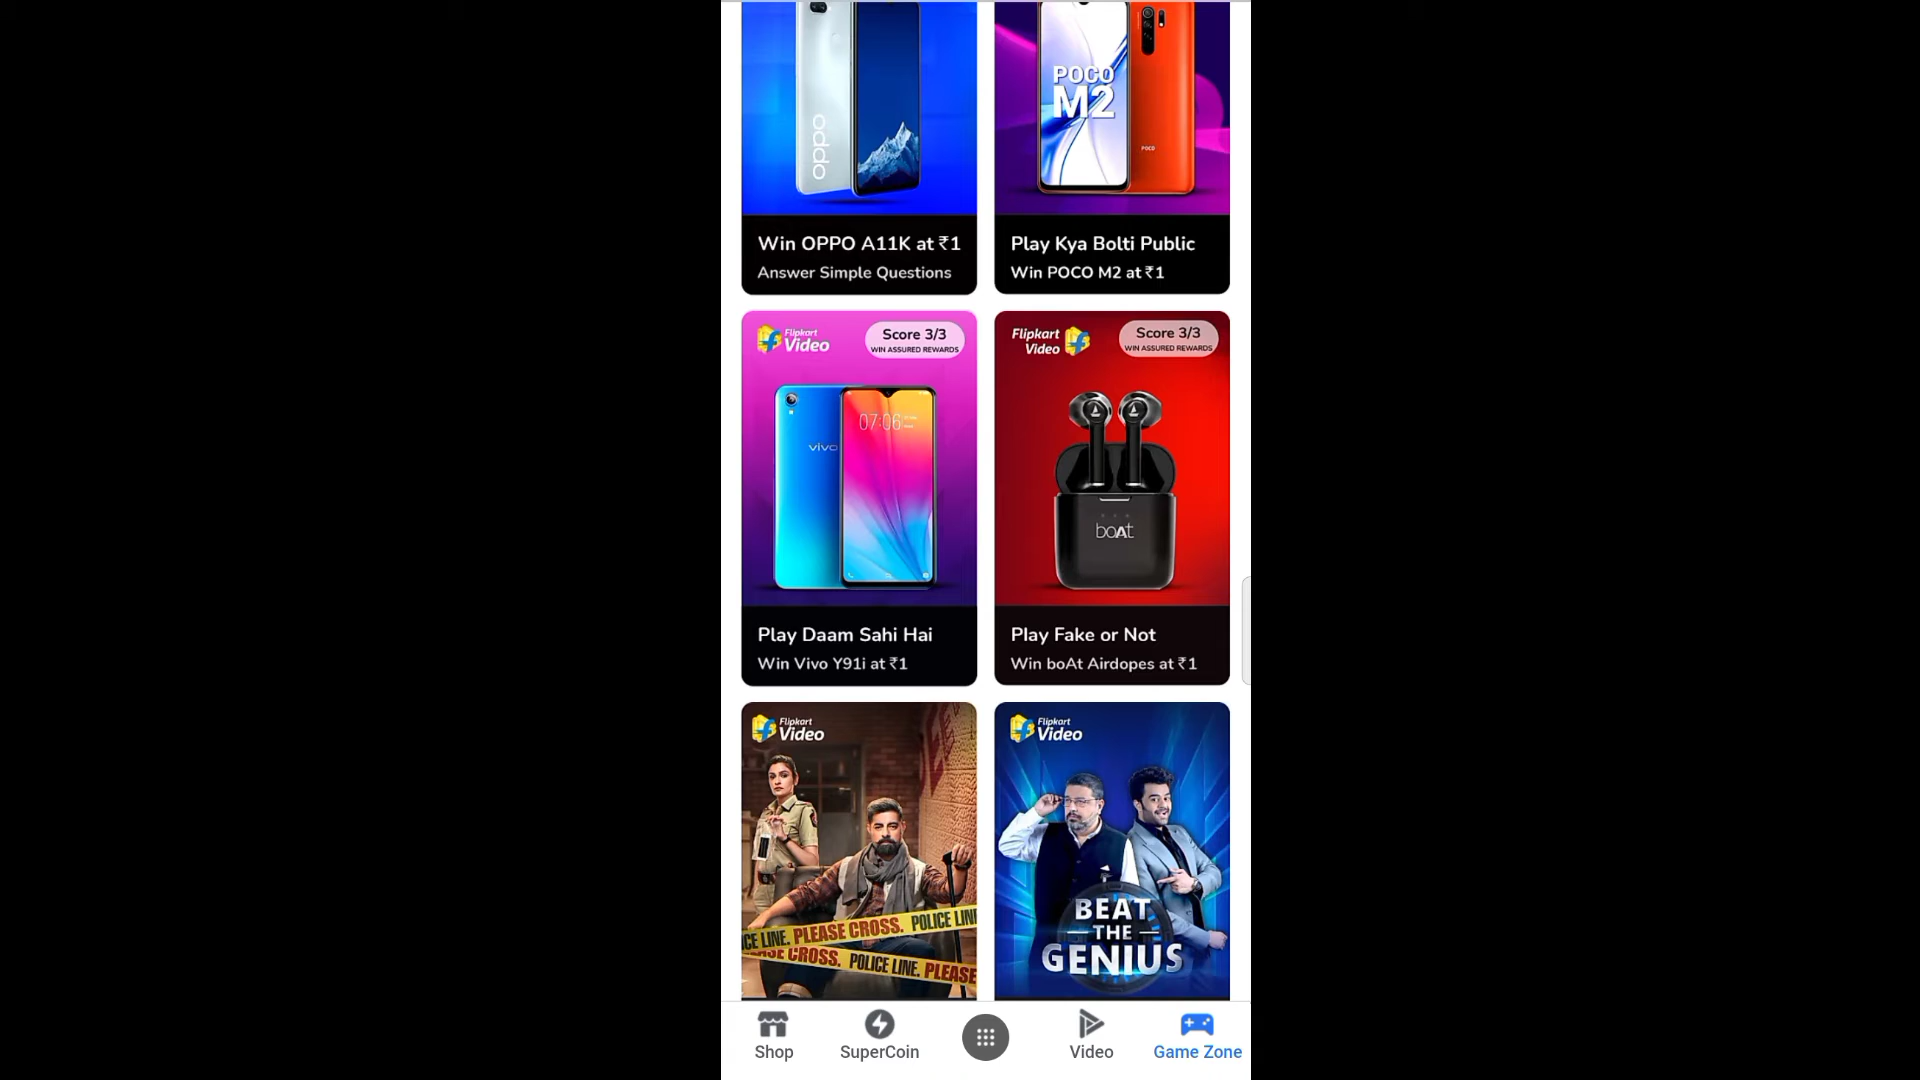 oppo
POCO
M2
POCO
Win OPPO A11K at ₹1
Answer Simple Questions
Play Kya Bolti Public
Win POCO M2 at ₹1
Flipkart
Video
Score 3/3
WIN ASSURED REWARDS
Flipkart
Video
Score 3/3
WIN ASSURED REWARDS
vivo
07:06
boAt
Play Daam Sahi Hai
Win Vivo Y91i at ₹1
Play Fake or Not
Win boAt Airdopes at ₹1
Flipkart
Video
Flipkart
Video
ICE LINE. PLEASE CROSS. POLICE LIN
CROSS. POLICE LINE. PLEASE
BEAT
THE
GENIUS
Shop
SuperCoin
Video
Game Zone